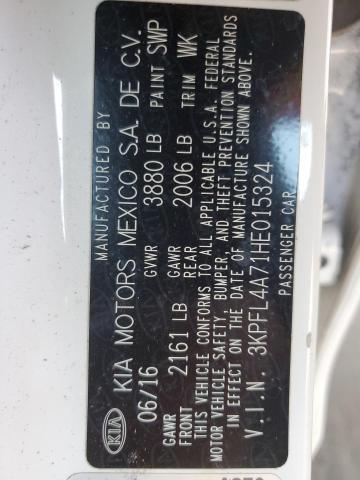 MANUFACTURED BY
KIA KIA MOTORS MEXICO S.A. DE C.V.
06/16 GVWR 3880 LB PAINT SWP
GAWR FRONT 2161 LB GAWR REAR 2006 LB TRIM WK
THIS VEHICLE CONFORMS TO ALL APPLICABLE U.S.A. FEDERAL
MOTOR VEHICLE SAFETY, BUMPER, AND THEFT PREVENTION STANDARDS
IN EFFECT ON THE DATE OF MANUFACTURE SHOWN ABOVE.
V.I.N. 3KPFL4A71HE015324
PASSENGER CAR